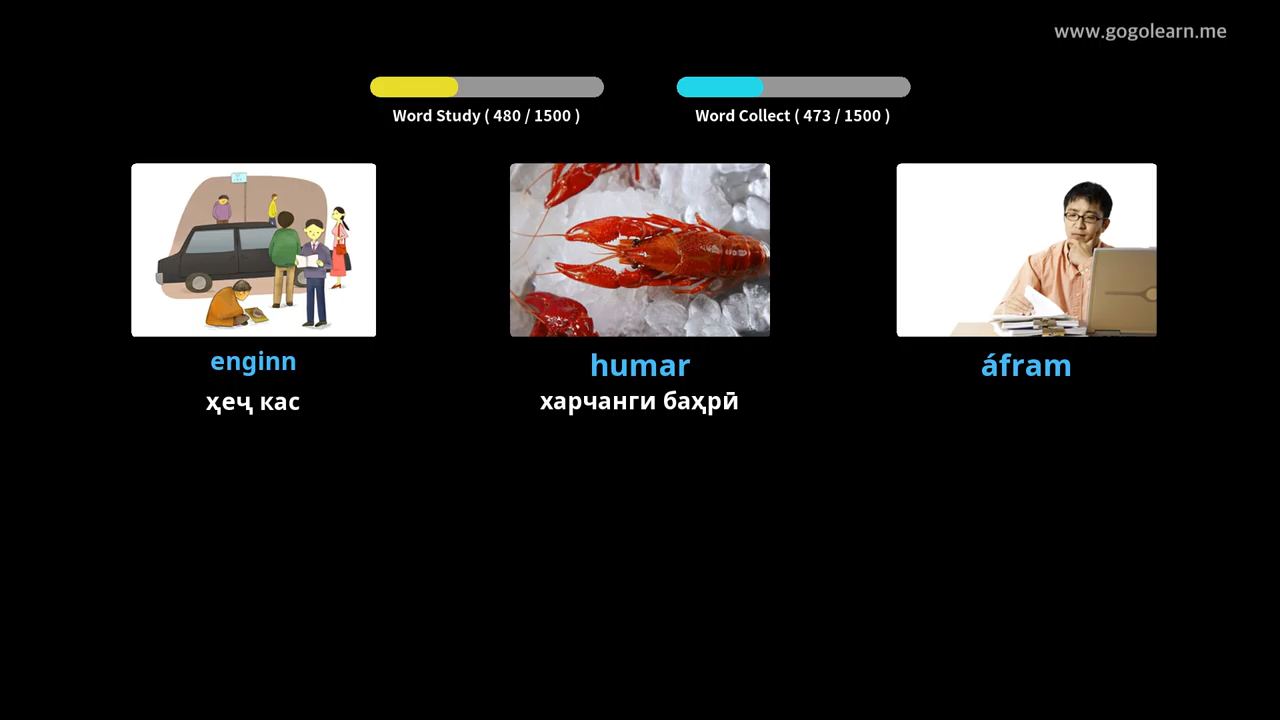 www.gogolearn.me
Word Study ( 480 / 1500 )
Word Collect ( 473 / 1500 )
enginn
humar
áfram
ҳеҷ кас
харчанги баҳрӣ